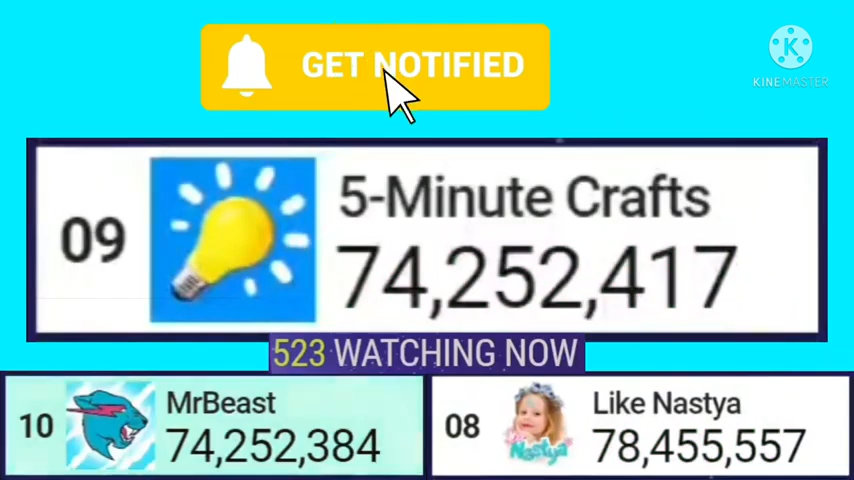 GET NOTIFIED
KINEMASTER
09
5-Minute Crafts
74,252,417
523 WATCHING NOW
10
MrBeast
74,252,384
08
Nastya
Like Nastya
78,455,557